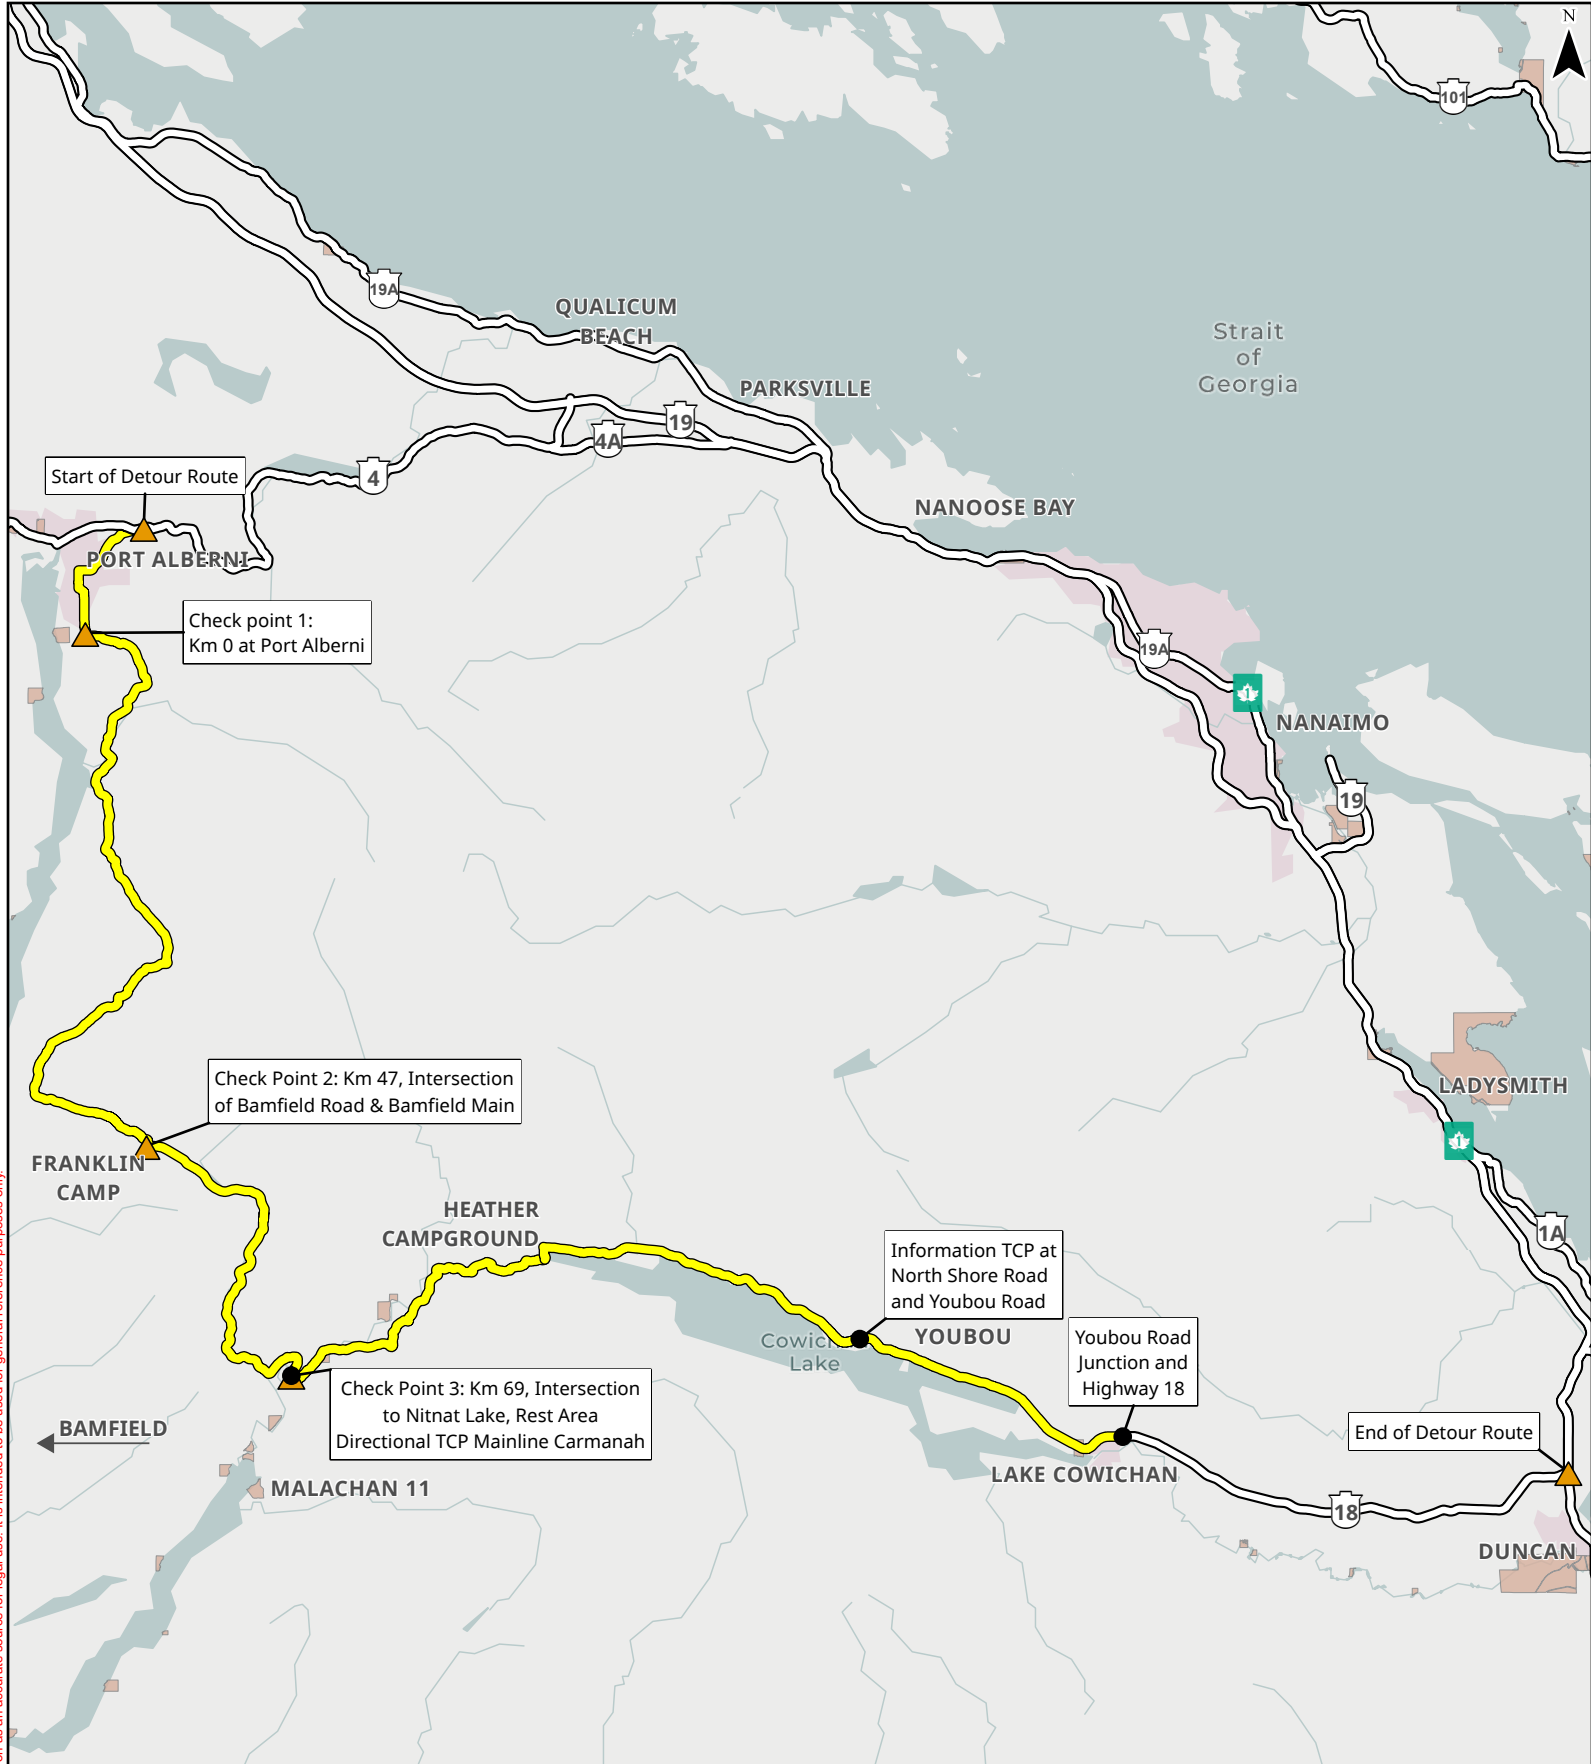 N
101
19A
QUALICUM
BEACH
Strait
of
Georgia
PARKSVILLE
19
4A
4
Start of Detour Route
NANOOSE BAY
PORT ALBERNI
Check point 1:
Km 0 at Port Alberni
19A
1
NANAIMO
19
Check Point 2: Km 47, Intersection
of Bamfield Road & Bamfield Main
LADYSMITH
1
FRANKLIN
CAMP
HEATHER
CAMPGROUND
1A
Information TCP at
North Shore Road
and Youbou Road
YOUBOU
Lake
Youbou Road
Junction and
Highway 18
Check Point 3: Km 69, Intersection
to Nitnat Lake, Rest Area
Directional TCP Mainline Carmanah
BAMFIELD
End of Detour Route
MALACHAN 11
LAKE COWICHAN
18
DUNCAN